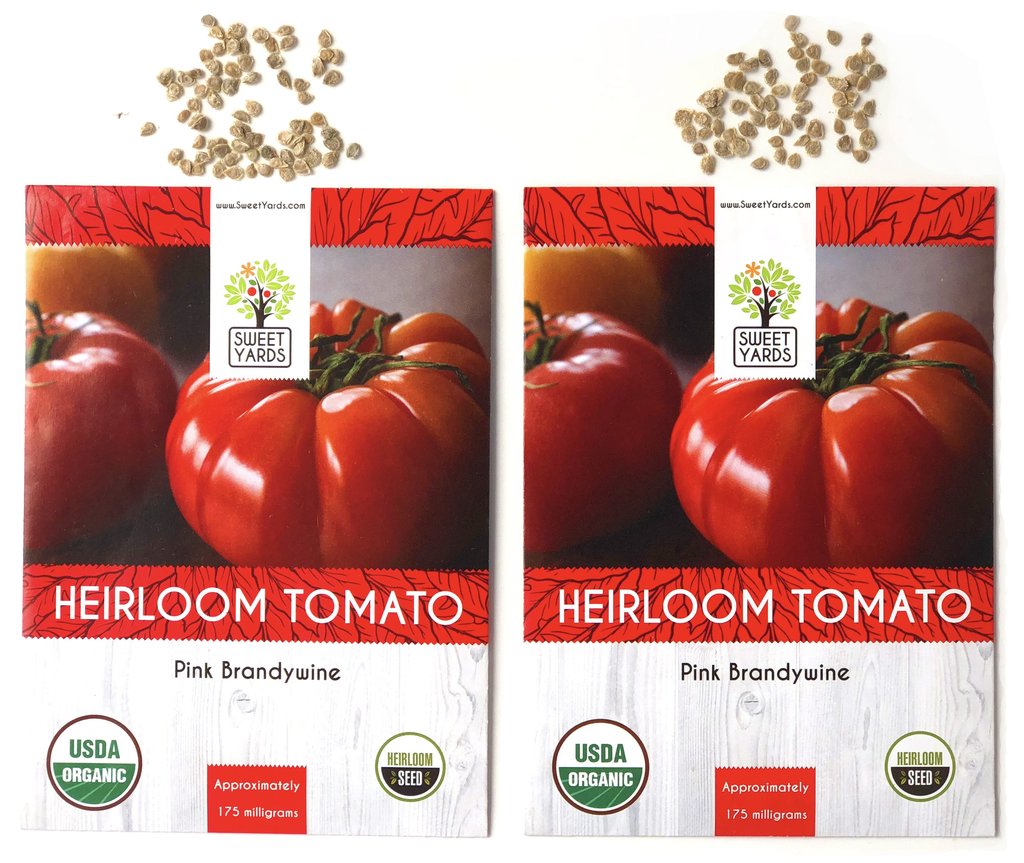 www.SweetYards.com
SWEET
YARDS
HEIRLOOM TOMATO
Pink Brandywine
USDA
ORGANIC
HEIRLOOM
SEED
Approximately
175 milligrams
www.SweetYards.com
SWEET
YARDS
HEIRLOOM TOMATO
Pink Brandywine
USDA
ORGANIC
HEIRLOOM
SEED
Approximately
175 milligrams